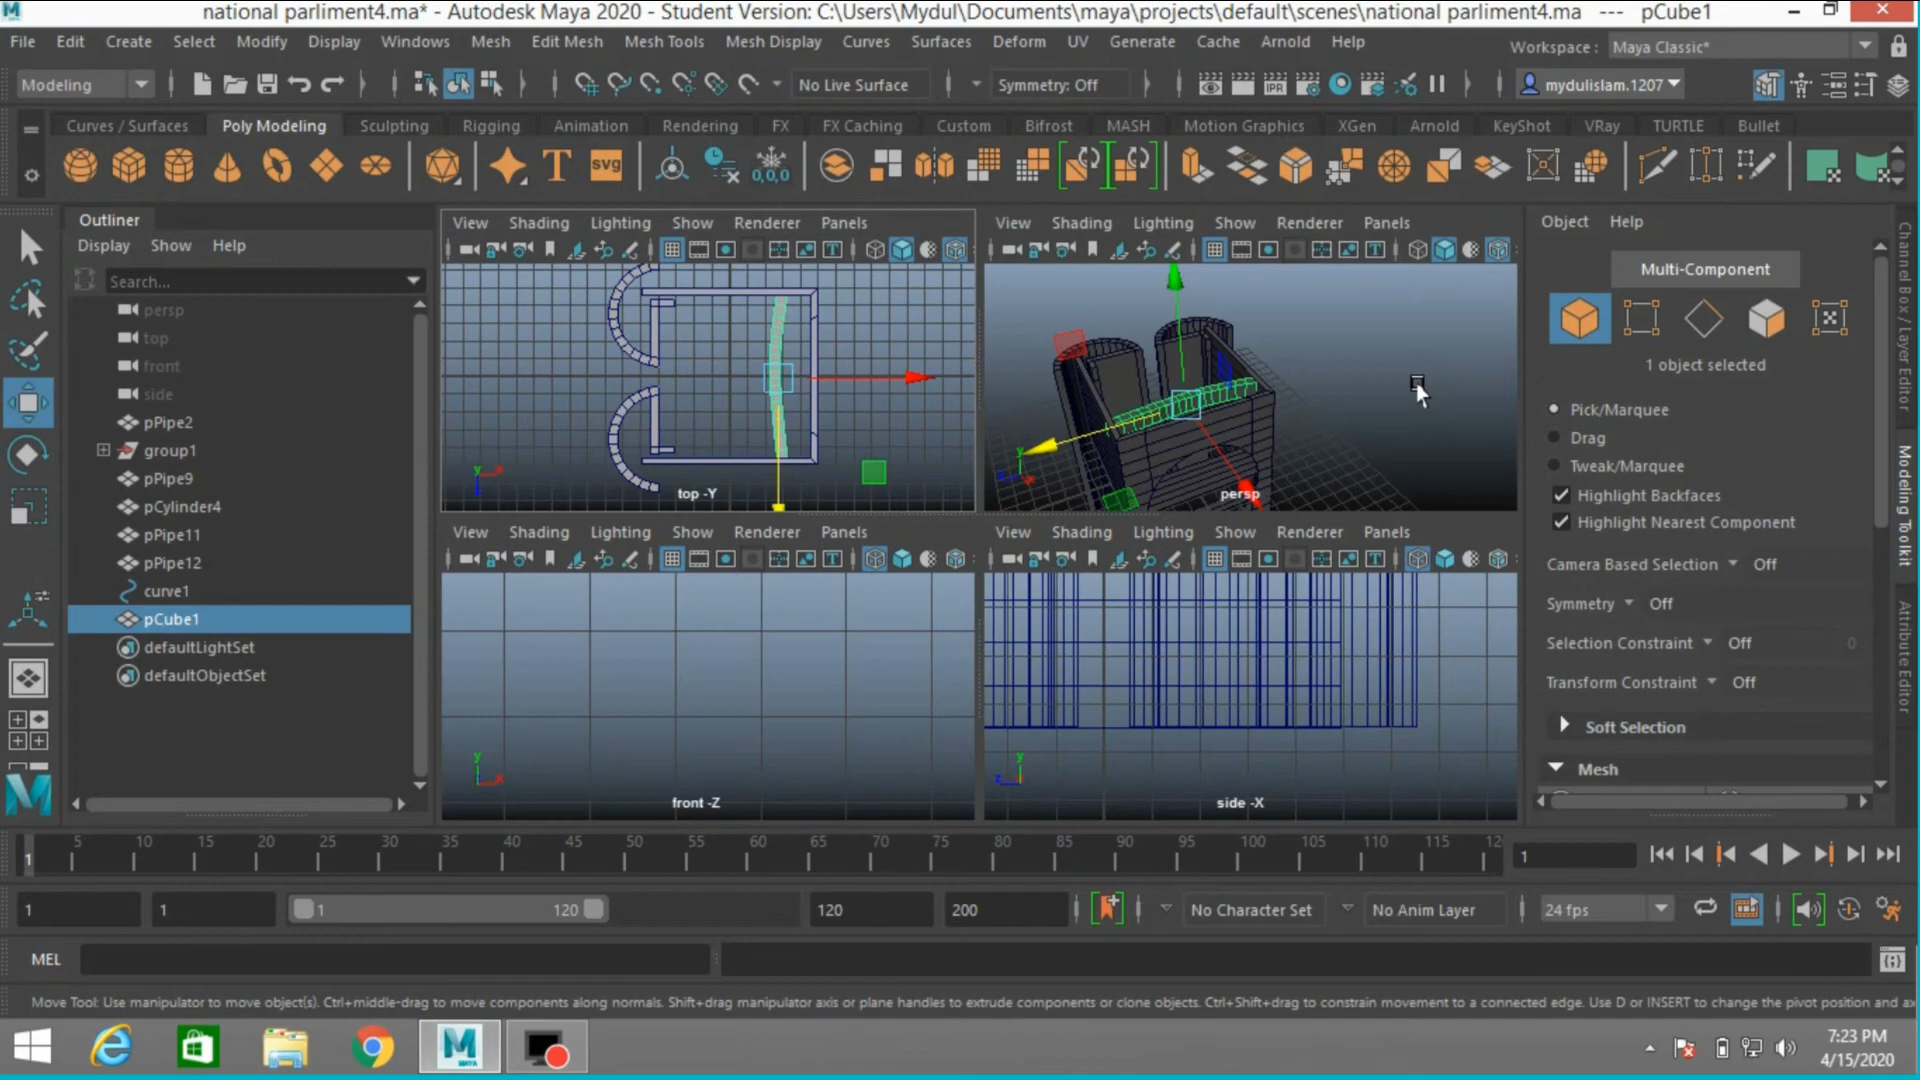 national parliment4.ma* - Autodesk Maya 2020 - Student Version: C:\Users\Mydul\Documents\maya\projects\default\scenes\national parliment4.ma --- pCube1
File Edit Create Select Modify Display Windows Mesh Edit Mesh Mesh Tools Mesh Display Curves Surfaces Deform UV Generate Cache Arnold Help Workspace : Maya Classic*
Modeling No Live Surface Symmetry: Off IPR mydulislam.1207
Curves / Surfaces Poly Modeling Sculpting Rigging Animation Rendering FX FX Caching Custom Bifrost MASH Motion Graphics XGen Arnold KeyShot VRay TURTLE Bullet
T svg 0,0,0
Outliner
Display Show Help
Search...
persp
top
front
side
pPipe2
group1
pPipe9
pCylinder4
pPipe11
pPipe12
curve1
pCube1
defaultLightSet
defaultObjectSet
View Shading Lighting Show Renderer Panels
top -Y
View Shading Lighting Show Renderer Panels
persp
View Shading Lighting Show Renderer Panels
front -Z
View Shading Lighting Show Renderer Panels
side -X
Object Help
Multi-Component
1 object selected
Pick/Marquee
Drag
Tweak/Marquee
Highlight Backfaces
Highlight Nearest Component
Camera Based Selection Off
Symmetry Off
Selection Constraint Off 0
Transform Constraint Off
Soft Selection
Mesh
Channel Box / Layer Editor
Modeling Toolkit
Attribute Editor
1 5 10 15 20 25 30 35 40 45 50 55 60 65 70 75 80 85 90 95 100 105 110 115 12 1
1 1 1 120 120 200 No Character Set No Anim Layer 24 fps
MEL
Move Tool: Use manipulator to move object(s). Ctrl+middle-drag to move components along normals. Shift+drag manipulator axis or plane handles to extrude components or clone objects. Ctrl+Shift+drag to constrain movement to a connected edge. Use D or INSERT to change the pivot position and ax
7:23 PM
4/15/2020